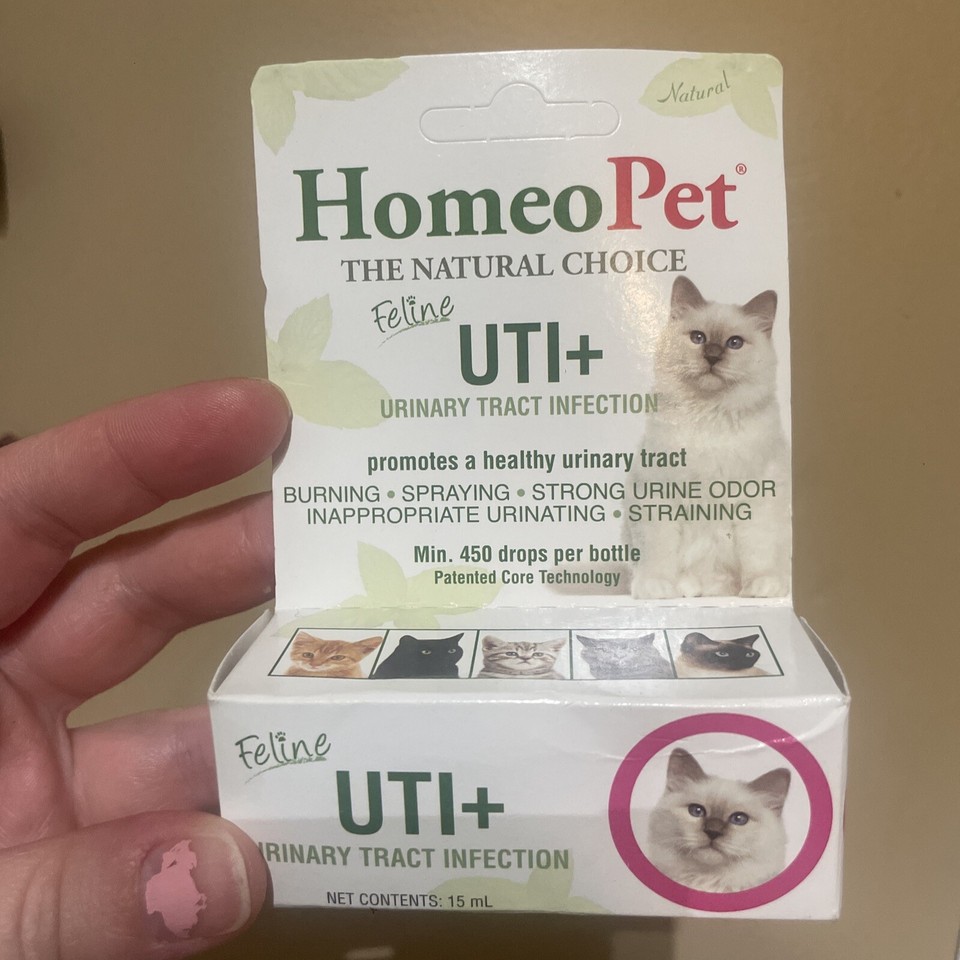 Natural
HomeoPet®
THE NATURAL CHOICE
Feline
UTI+
URINARY TRACT INFECTION
promotes a healthy urinary tract
BURNING • SPRAYING • STRONG URINE ODOR
INAPPROPRIATE URINATING • STRAINING
Min. 450 drops per bottle
Patented Core Technology
Feline
UTI+
RINARY TRACT INFECTION
NET CONTENTS: 15 mL